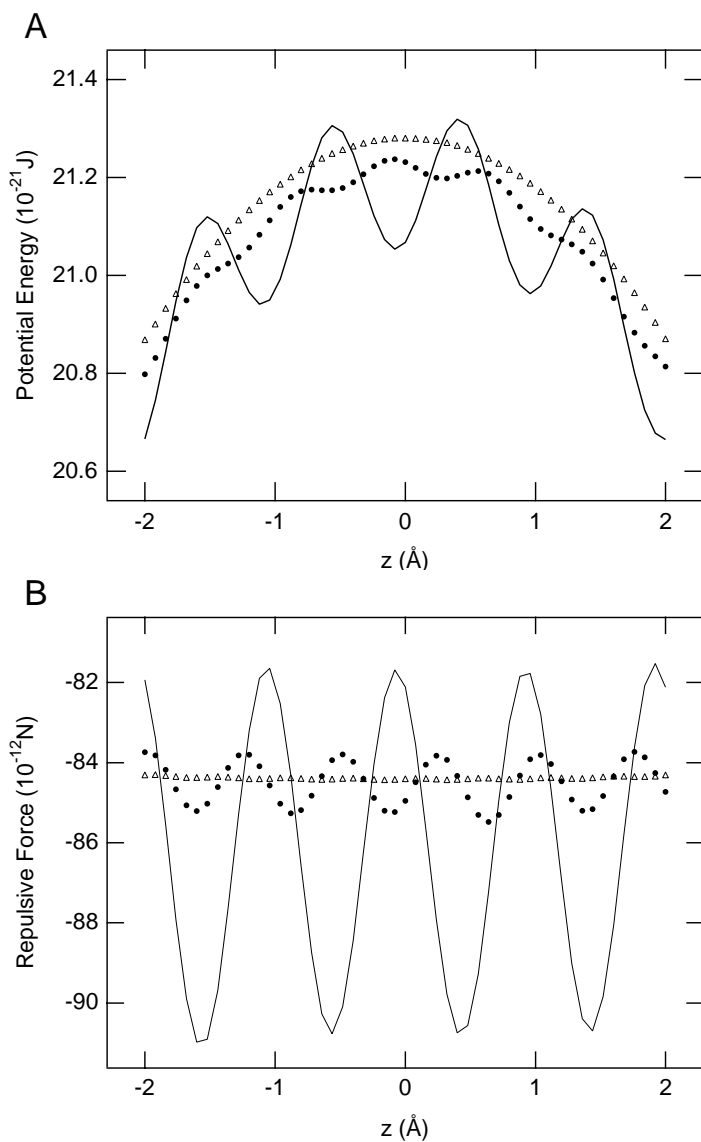 A
21.4
21.2
21.0
20.8
20.6
Potential Energy (10⁻²¹J)
-2 -1 0 1 2
z (Å)
B
-82
-84
-86
-88
-90
Repulsive Force (10⁻¹²N)
-2 -1 0 1 2
z (Å)